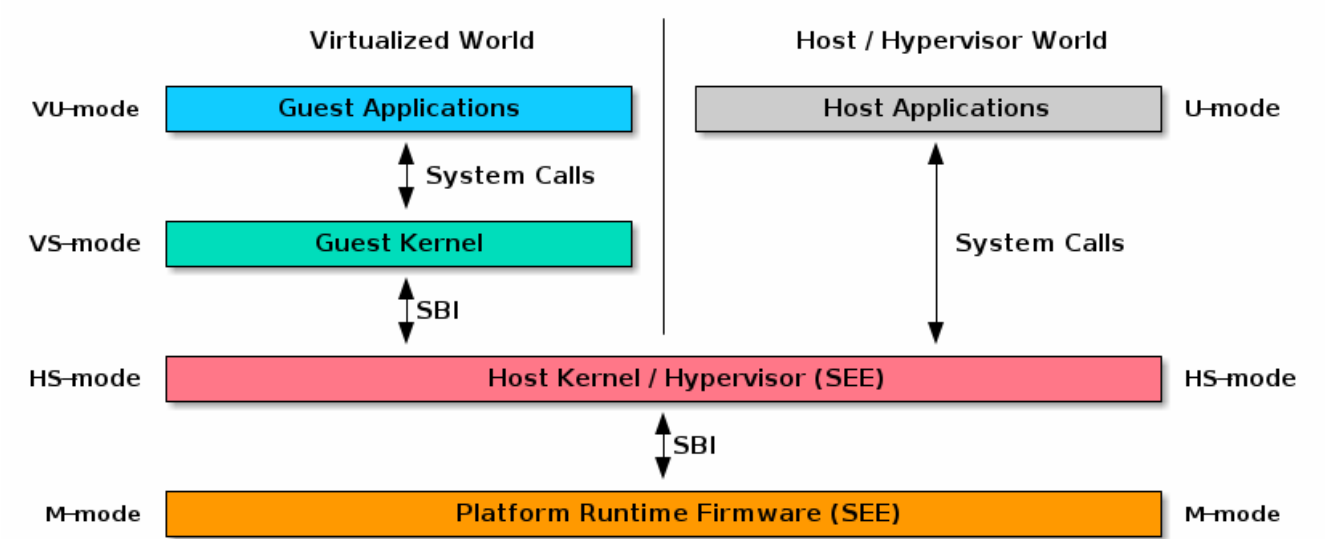 Virtualized World
Host / Hypervisor World
VU-mode
Guest Applications
Host Applications
U-mode
System Calls
VS-mode
Guest Kernel
System Calls
SBI
HS-mode
Host Kernel / Hypervisor (SEE)
HS-mode
SBI
M-mode
Platform Runtime Firmware (SEE)
M-mode